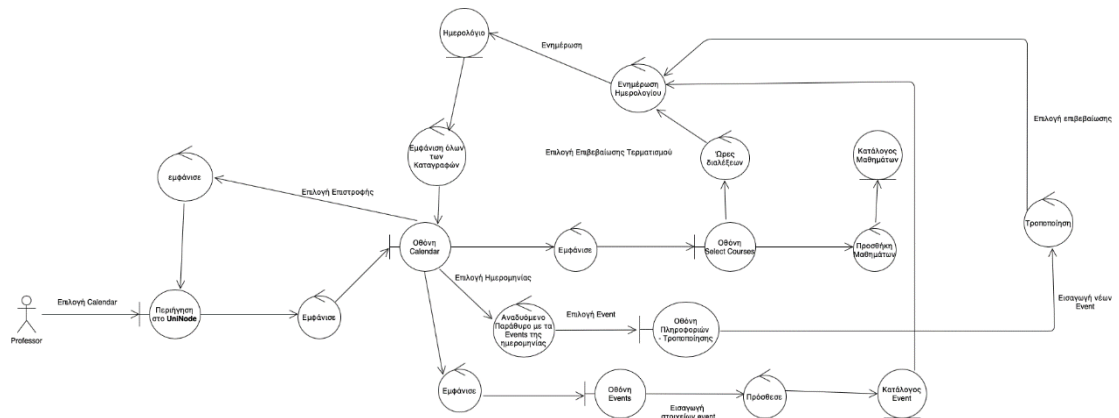 Ημερολόγιο
Ενημέρωση
Ενημέρωση
Ημερολογίου
Επιλογή επιβεβαίωσης
Εμφάνιση όλων
των
Καταγραφών
Επιλογή Επιβεβαίωσης Τερματισμού
Ώρες
διαλέξεων
Κατάλογος
Μαθημάτων
εμφάνισε
Επιλογή Επιστροφής
Τροποποίηση
Οθόνη
Calendar
Εμφάνισε
Οθόνη
Select Courses
Προσθήκη
Μαθημάτων
Επιλογή Ημερομηνίας
Επιλογή Calendar
Περιήγηση
στο UniNode
Εμφάνισε
Αναδυόμενο
Παράθυρο με τα
Events της
ημερομηνίας
Επιλογή Event
Οθόνη
Πληροφοριών
- Τροποποίησης
Εισαγωγή νέων
Event
Professor
Εμφάνισε
Οθόνη
Events
Εισαγωγή
στοιχείων event
Πρόσθεσε
Κατάλογος
Event